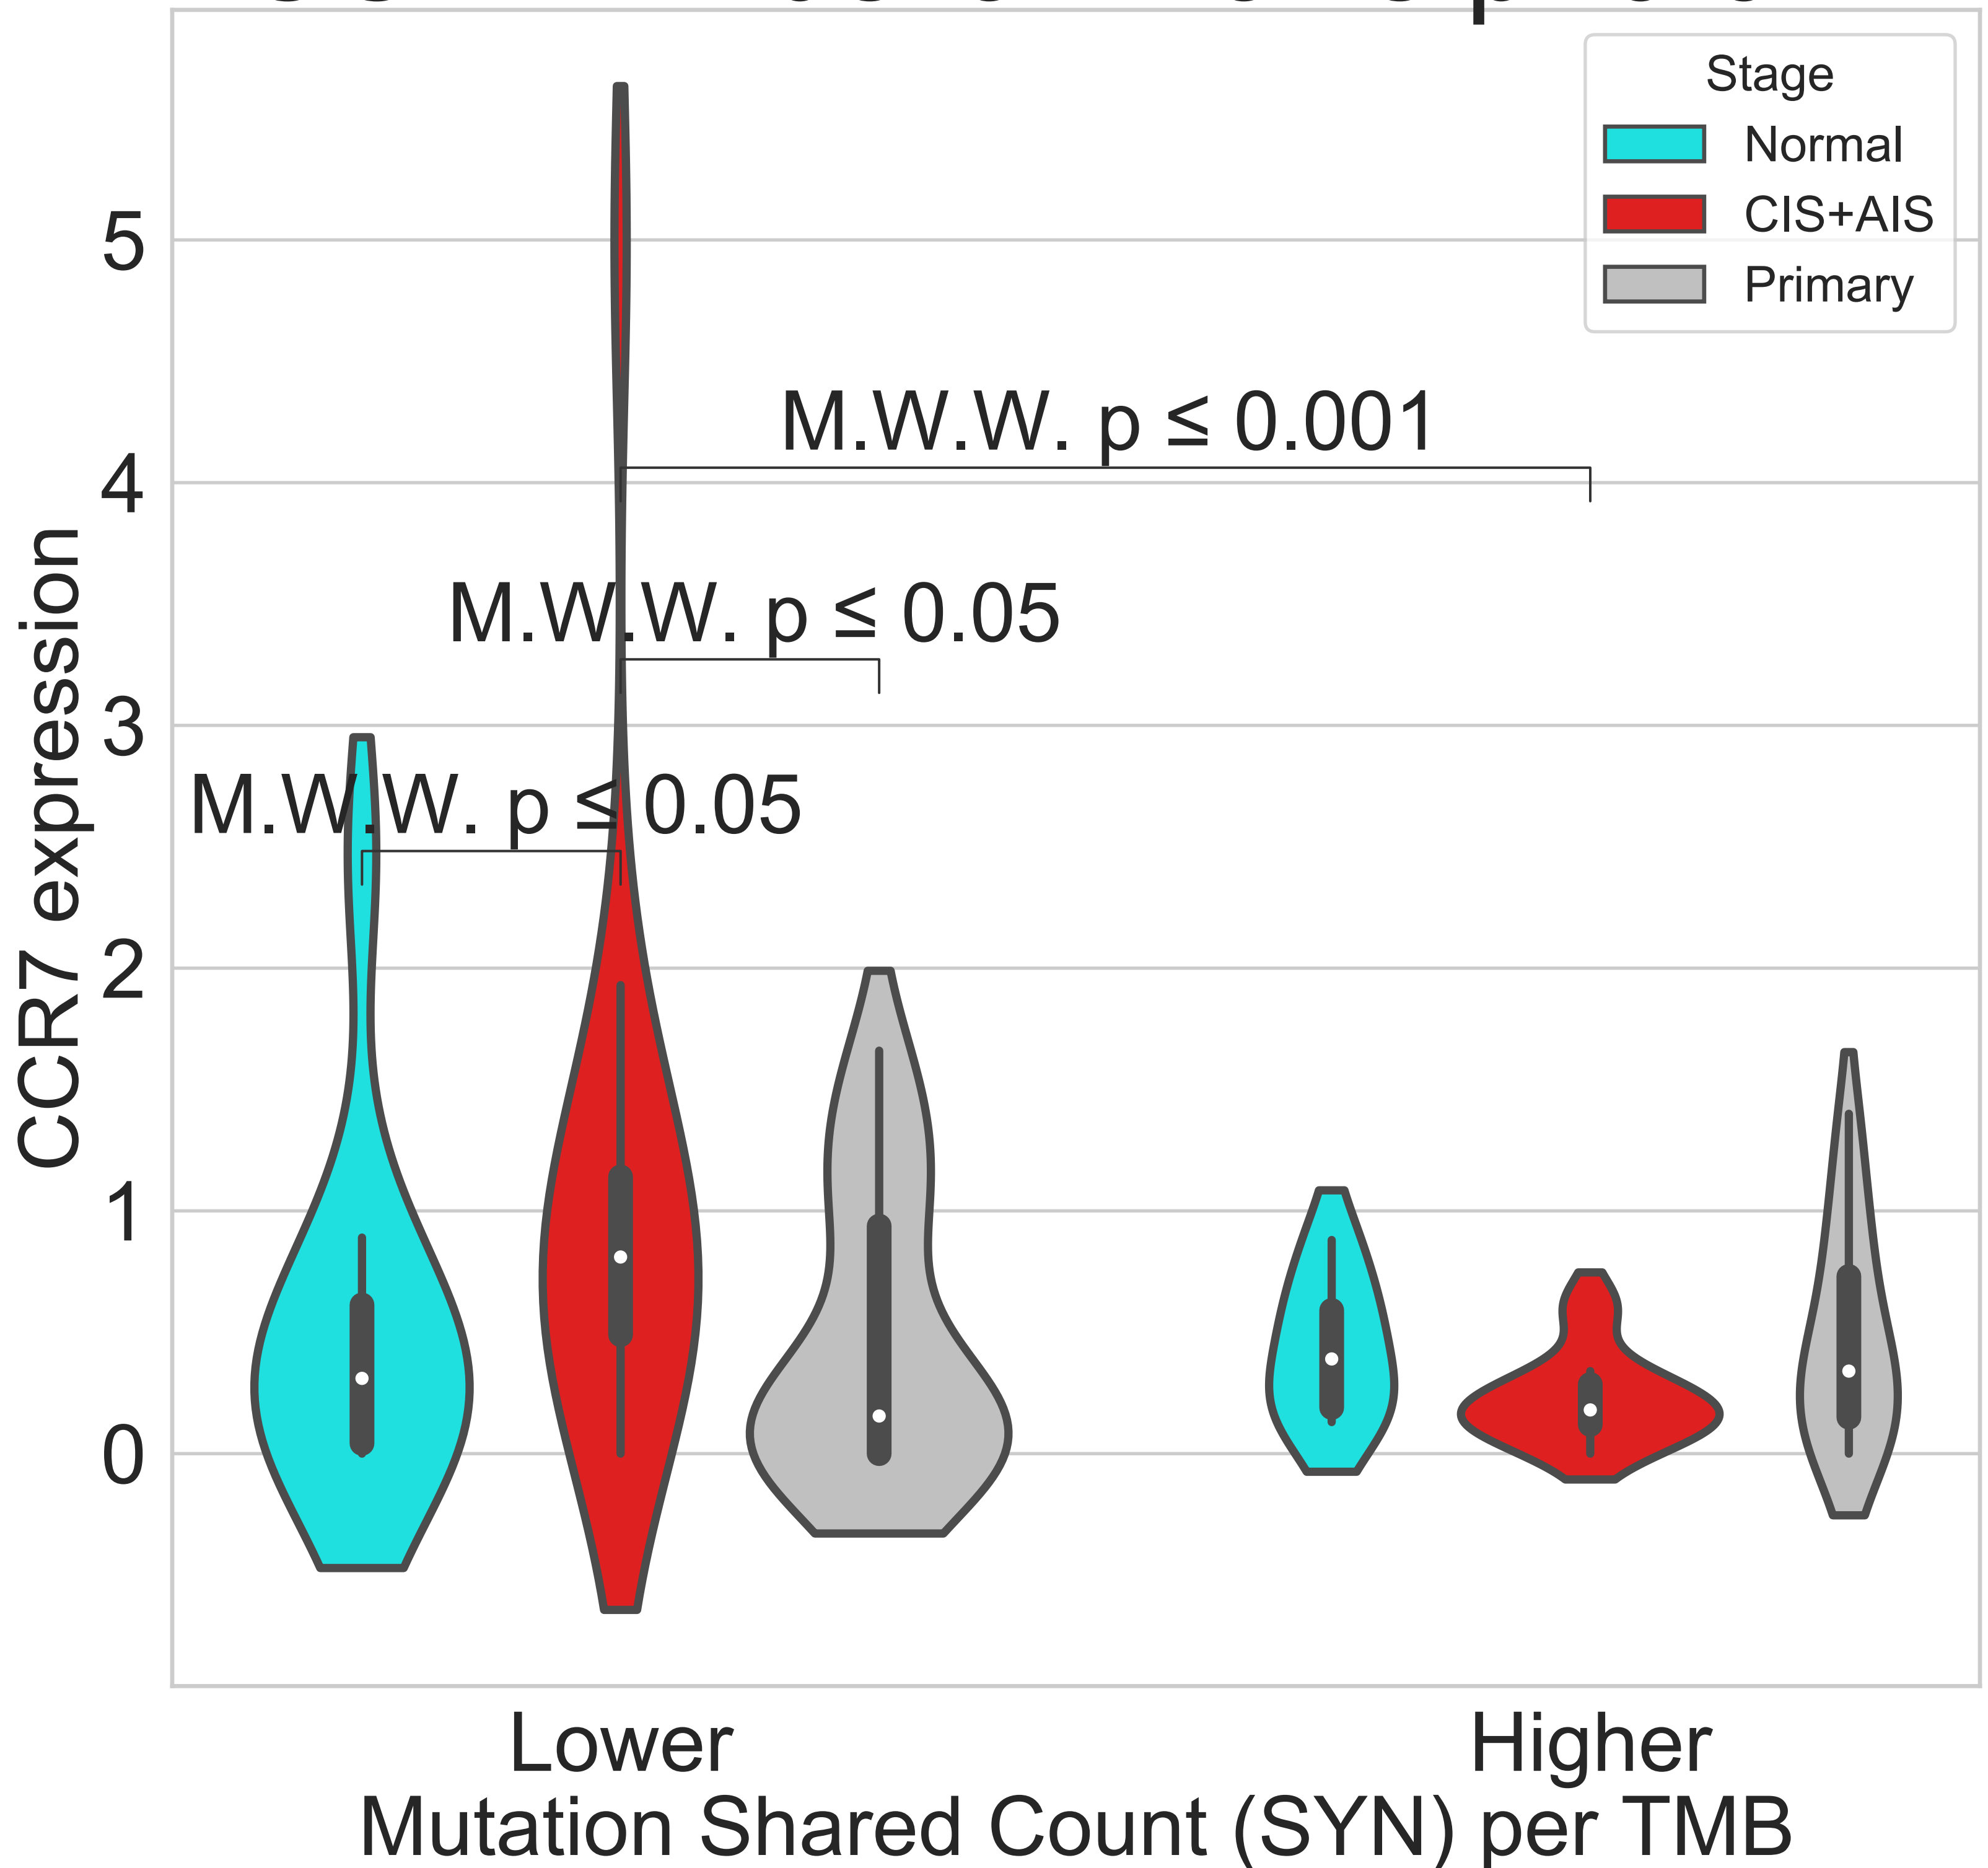 Stage
Normal
CIS+AIS
Primary
5
4
3
2
1
0
CCR7 expression
M.W.W. p ≤ 0.001
M.W.W. p ≤ 0.05
M.W.W. p ≤ 0.05
Lower
Higher
Mutation Shared Count (SYN) per TMB